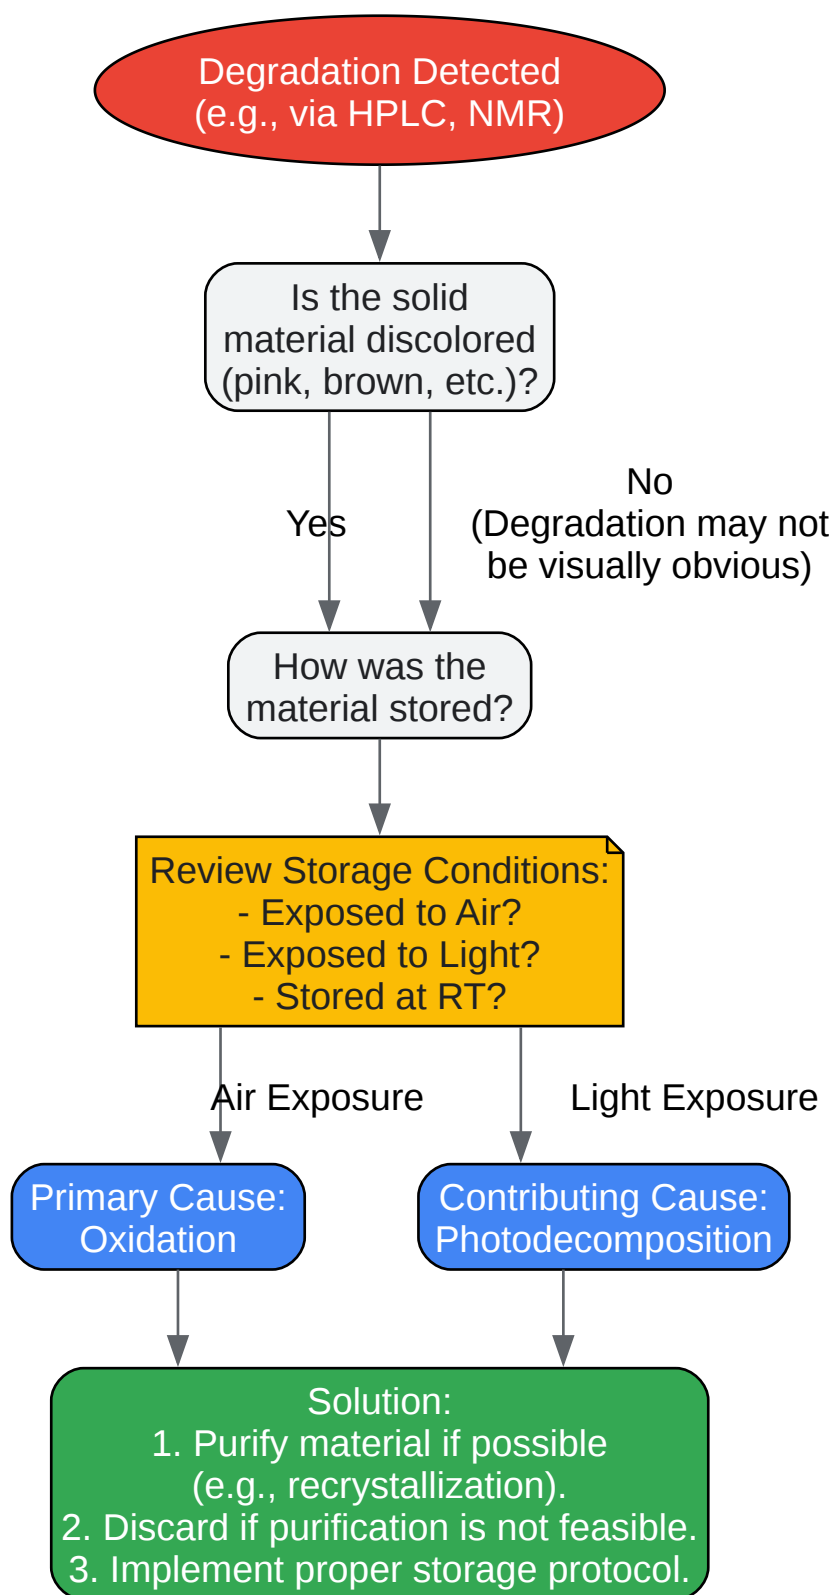 Degradation Detected
(e.g., via HPLC, NMR)
Is the solid
material discolored
(pink, brown, etc.)?
Yes
No
(Degradation may not
be visually obvious)
How was the
material stored?
Review Storage Conditions:
- Exposed to Air?
- Exposed to Light?
- Stored at RT?
Air Exposure
Light Exposure
Primary Cause:
Oxidation
Contributing Cause:
Photodecomposition
Solution:
1. Purify material if possible
(e.g., recrystallization).
2. Discard if purification is not feasible.
3. Implement proper storage protocol.